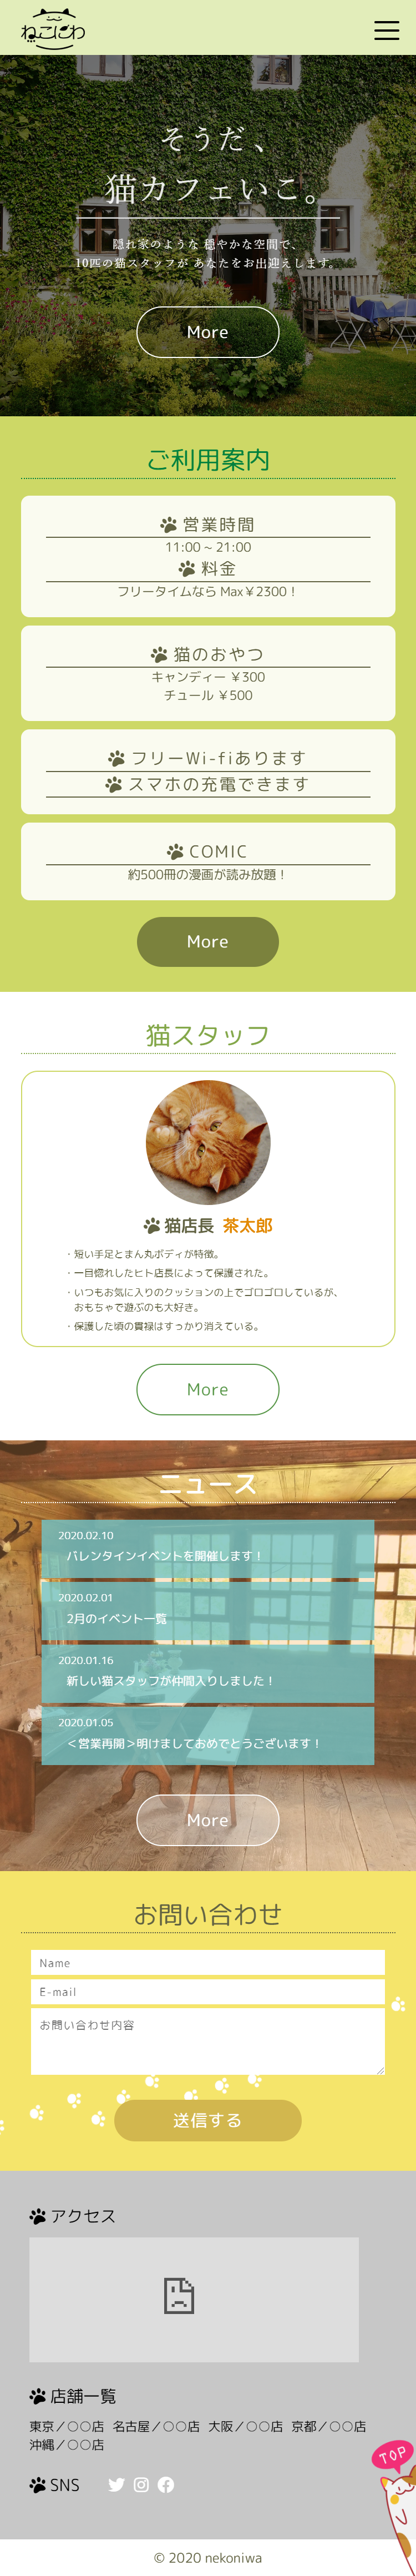 ねこにわ
そうだ、
猫カフェいこ。
隠れ家のような 穏やかな空間で、
10匹の猫スタッフが あなたをお出迎えします。
More
ご利用案内
営業時間
11:00 ~ 21:00
料金
フリータイムなら Max￥2300！
猫のおやつ
キャンディー ￥300
チュール ￥500
フリーWi-fiあります
スマホの充電できます
COMIC
約500冊の漫画が読み放題！
More
猫スタッフ
猫店長 茶太郎
・短い手足とまん丸ボディが特徴。
・一目惚れしたヒト店長によって保護された。
・いつもお気に入りのクッションの上でゴロゴロしているが、
おもちゃで遊ぶのも大好き。
・保護した頃の貫禄はすっかり消えている。
More
ニュース
2020.02.10
バレンタインイベントを開催します！
2020.02.01
2月のイベント一覧
2020.01.16
新しい猫スタッフが仲間入りしました！
2020.01.05
＜営業再開＞明けましておめでとうございます！
More
お問い合わせ
Name
E-mail
お問い合わせ内容
送信する
アクセス
店舗一覧
東京／〇〇店 名古屋／〇〇店 大阪／〇〇店 京都／〇〇店
沖縄／〇〇店
TOP
SNS
© 2020 nekoniwa